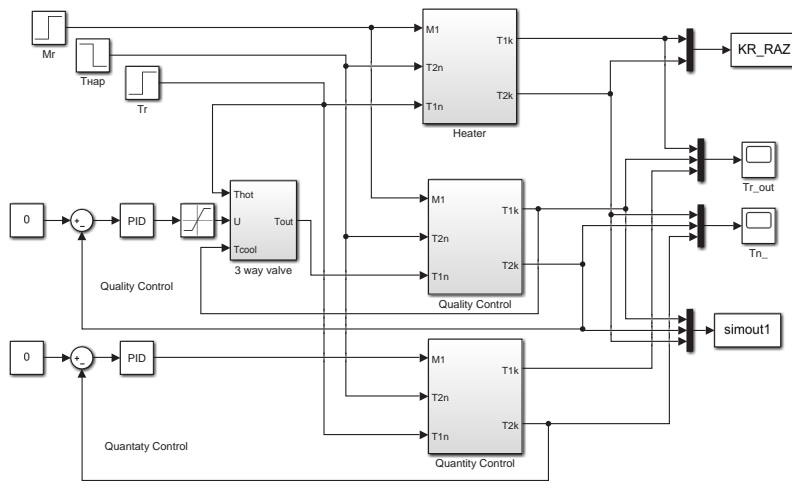 Mr
Tнар
Tr
M1
T2n
T1n
T1k
T2k
Heater
KR_RAZ
Tr_out
Tn_
simout1
0
PID
Thot
U
Tcool
Tout
3 way valve
Quality Control
M1
T2n
T1n
T1k
T2k
Quality Control
0
PID
Quantaty Control
M1
T2n
T1n
T1k
T2k
Quantity Control